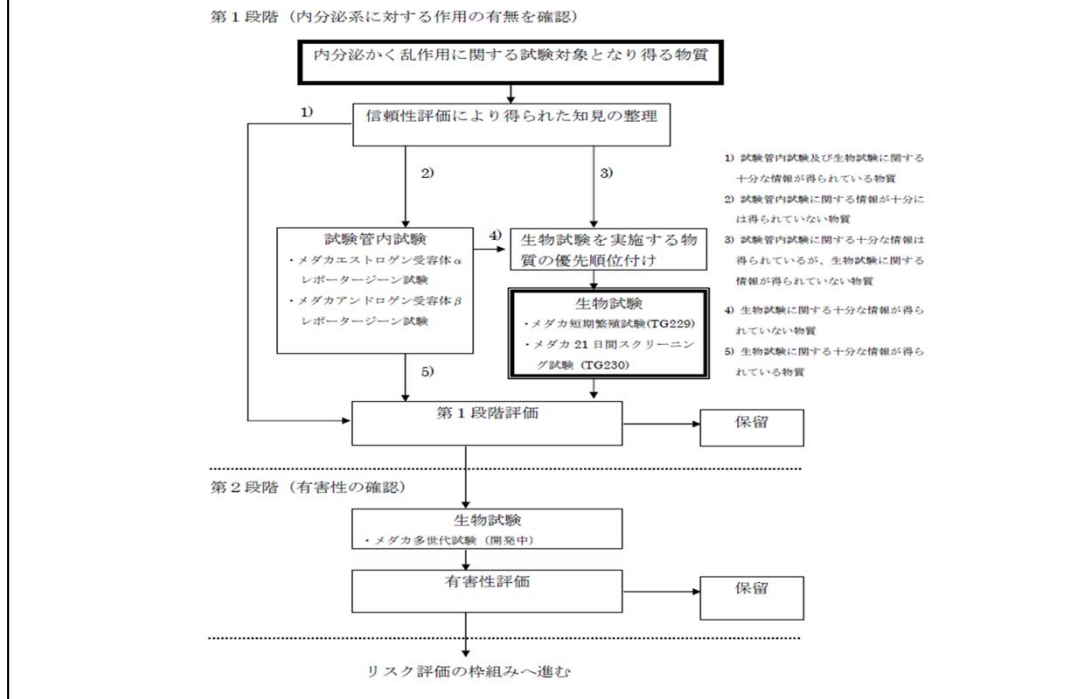 第1段階（内分泌系に対する作用の有無を確認）
内分泌かく乱作用に関する試験対象となり得る物質
1)
信頼性評価により得られた知見の整理
2)
3)
1) 試験管内試験及び生物試験に関する
十分な情報が得られている物質
2) 試験管内試験に関する情報が十分に
は得られていない物質
3) 試験管内試験に関する十分な情報は
得られているが、生物試験に関する
情報が得られていない物質
4) 生物試験に関する十分な情報が得ら
れていない物質
5) 生物試験に関する十分な情報が得ら
れている物質
試験管内試験
・メダカエストロゲン受容体α
レポータージーン試験
・メダカアンドロゲン受容体β
レポータージーン試験
4)
生物試験を実施する物
質の優先順位付け
生物試験
・メダカ短期繁殖試験(TG229)
・メダカ 21 日間スクリーニン
グ試験 (TG230)
5)
第1段階評価
保留
第2段階（有害性の確認）
生物試験
・メダカ多世代試験（開発中）
有害性評価
保留
リスク評価の枠組みへ進む